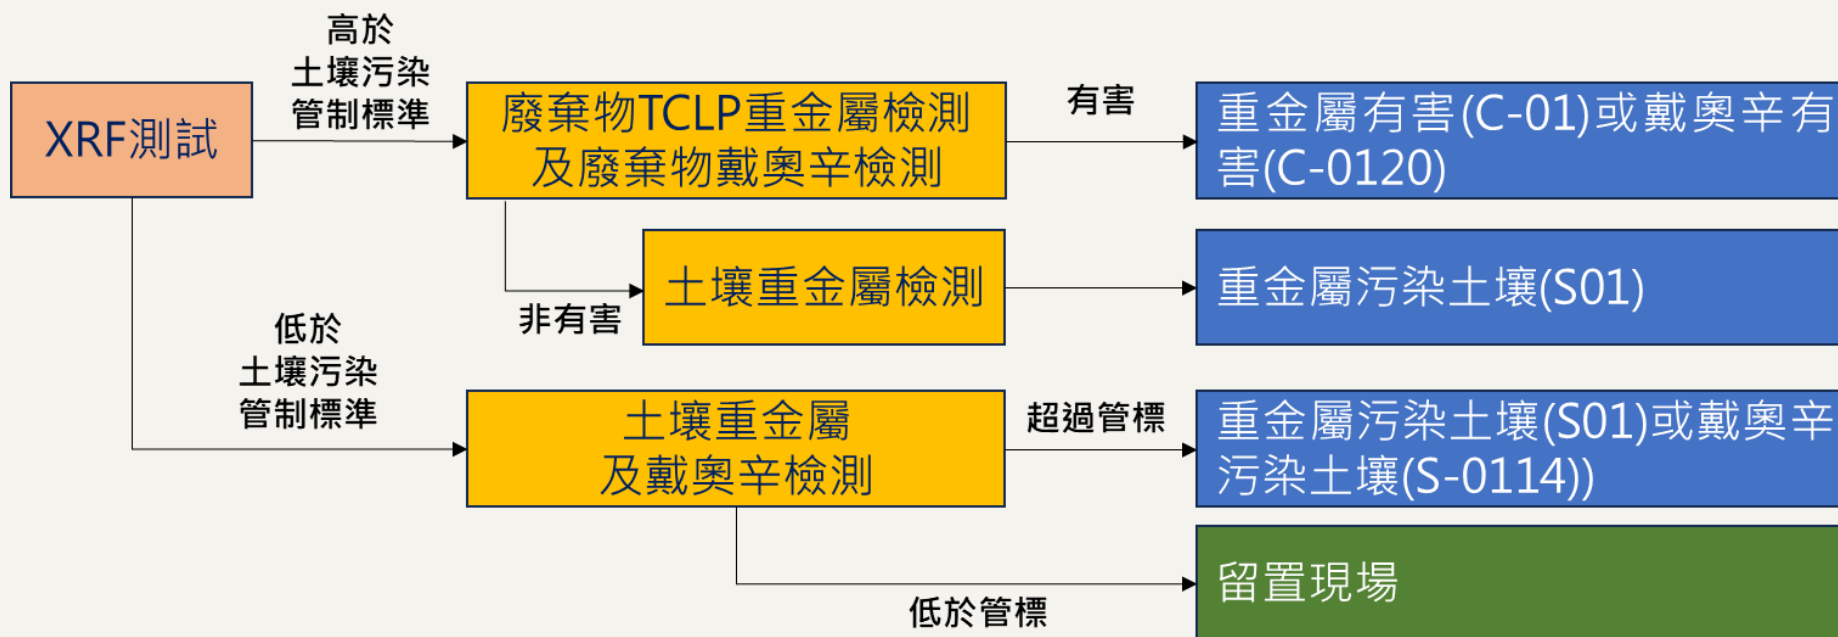 高於
土壤污染
管制標準
XRF測試
廢棄物TCLP重金屬檢測
及廢棄物戴奧辛檢測
有害
重金屬有害(C-01)或戴奧辛有
害(C-0120)
非有害
土壤重金屬檢測
重金屬污染土壤(S01)
低於
土壤污染
管制標準
土壤重金屬
及戴奧辛檢測
超過管標
重金屬污染土壤(S01)或戴奧辛
污染土壤(S-0114))
低於管標
留置現場